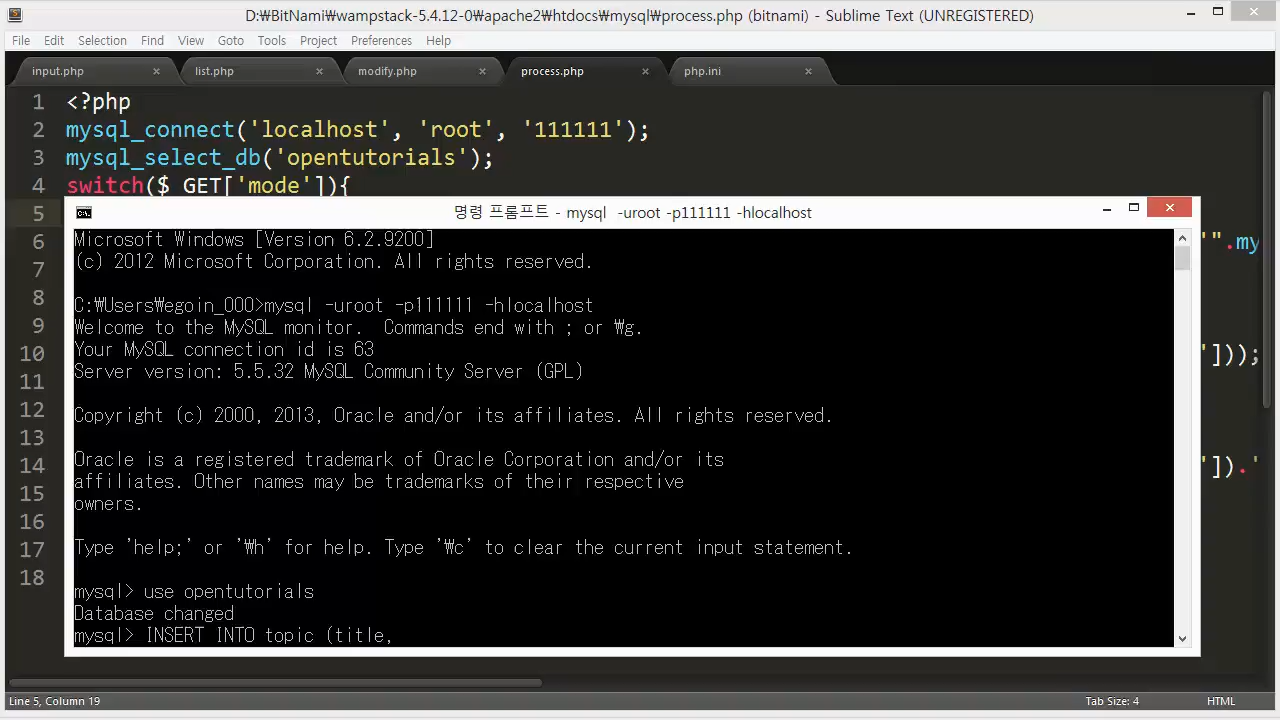 D:₩BitNami₩wampstack-5.4.12-0₩apache2₩htdocs₩mysql₩process.php (bitnami) - Sublime Text (UNREGISTERED)
File Edit Selection Find View Goto Tools Project Preferences Help
input.php × list.php × modify.php × process.php × php.ini ×
1 <?php
2 mysql_connect('localhost', 'root', '111111');
3 mysql_select_db('opentutorials');
4 switch($_GET['mode']){
5
명령 프롬프트 - mysql -uroot -p111111 -hlocalhost
6 '".my
7
8
9
10 ']));
11
12
13
14 ']).'
15
16
17
18
Microsoft Windows [Version 6.2.9200]
(c) 2012 Microsoft Corporation. All rights reserved.
C:₩Users₩egoin_000>mysql -uroot -p111111 -hlocalhost
Welcome to the MySQL monitor.  Commands end with ; or ₩g.
Your MySQL connection id is 63
Server version: 5.5.32 MySQL Community Server (GPL)
Copyright (c) 2000, 2013, Oracle and/or its affiliates. All rights reserved.
Oracle is a registered trademark of Oracle Corporation and/or its
affiliates. Other names may be trademarks of their respective
owners.
Type 'help;' or '₩h' for help. Type '₩c' to clear the current input statement.
mysql> use opentutorials
Database changed
mysql> INSERT INTO topic (title,
Line 5, Column 19 Tab Size: 4 HTML